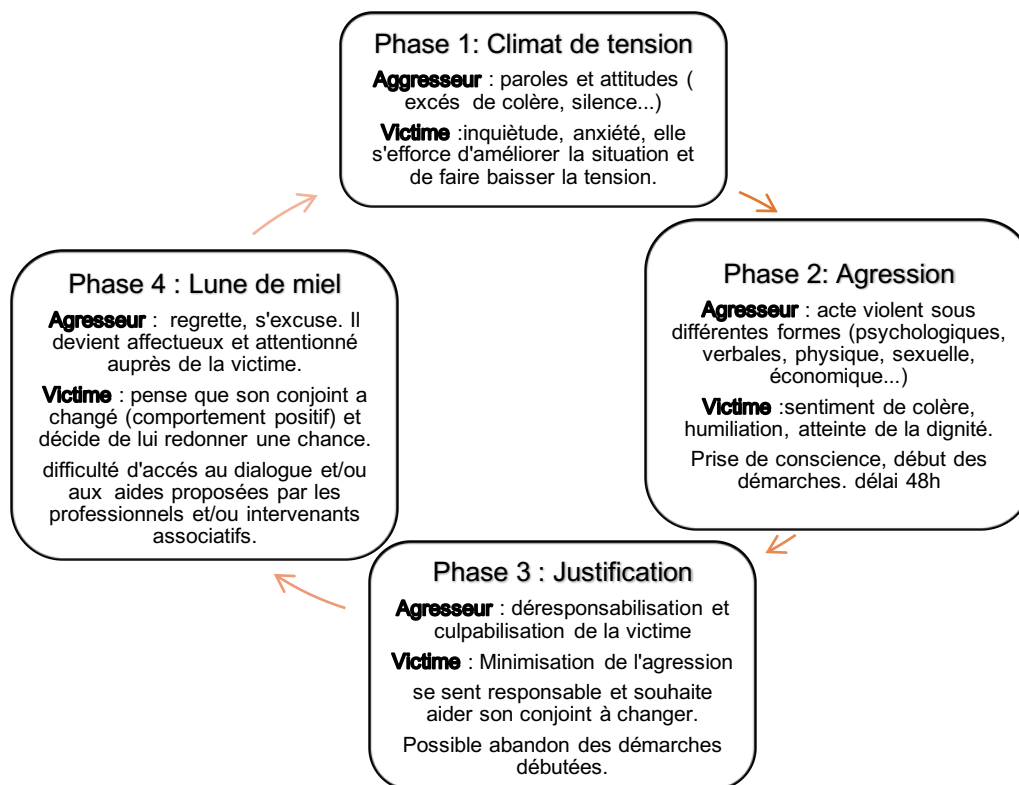 Phase 1: Climat de tension
Aggresseur : paroles et attitudes (
excés de colère, silence...)
Victime :inquiètude, anxiété, elle
s'efforce d'améliorer la situation et
de faire baisser la tension.
Phase 2: Agression
Agresseur : acte violent sous
différentes formes (psychologiques,
verbales, physique, sexuelle,
économique...)
Victime :sentiment de colère,
humiliation, atteinte de la dignité.
Prise de conscience, début des
démarches. délai 48h
Phase 3 : Justification
Agresseur : déresponsabilisation et
culpabilisation de la victime
Victime : Minimisation de l'agression
se sent responsable et souhaite
aider son conjoint à changer.
Possible abandon des démarches
débutées.
Phase 4 : Lune de miel
Agresseur : regrette, s'excuse. Il
devient affectueux et attentionné
auprès de la victime.
Victime : pense que son conjoint a
changé (comportement positif) et
décide de lui redonner une chance.
difficulté d'accés au dialogue et/ou
aux aides proposées par les
professionnels et/ou intervenants
associatifs.